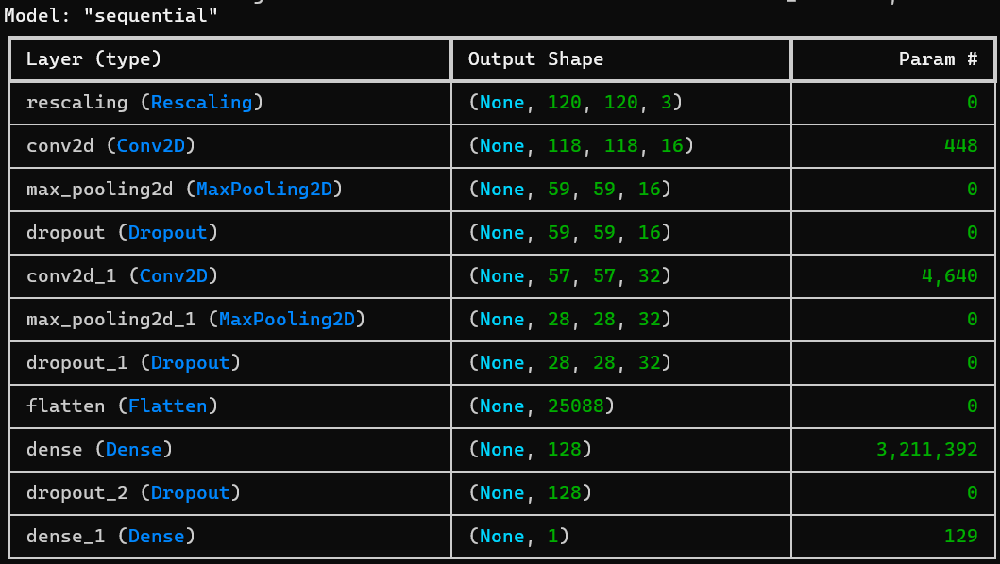 Model: "sequential"
Layer (type) Output Shape Param #
rescaling (Rescaling) (None, 120, 120, 3) 0
conv2d (Conv2D) (None, 118, 118, 16) 448
max_pooling2d (MaxPooling2D) (None, 59, 59, 16) 0
dropout (Dropout) (None, 59, 59, 16) 0
conv2d_1 (Conv2D) (None, 57, 57, 32) 4,640
max_pooling2d_1 (MaxPooling2D) (None, 28, 28, 32) 0
dropout_1 (Dropout) (None, 28, 28, 32) 0
flatten (Flatten) (None, 25088) 0
dense (Dense) (None, 128) 3,211,392
dropout_2 (Dropout) (None, 128) 0
dense_1 (Dense) (None, 1) 129